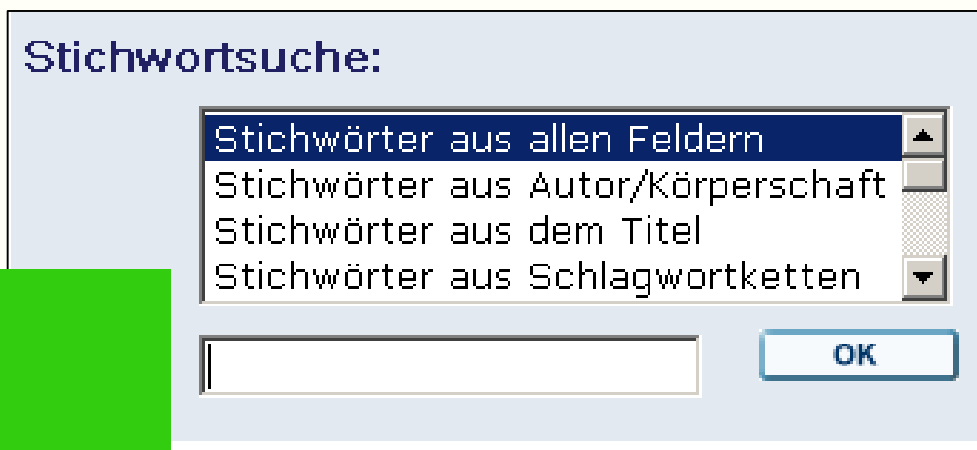 Stichwortsuche:
Stichwörter aus allen Feldern
Stichwörter aus Autor/Körperschaft
Stichwörter aus dem Titel
Stichwörter aus Schlagwortketten
OK